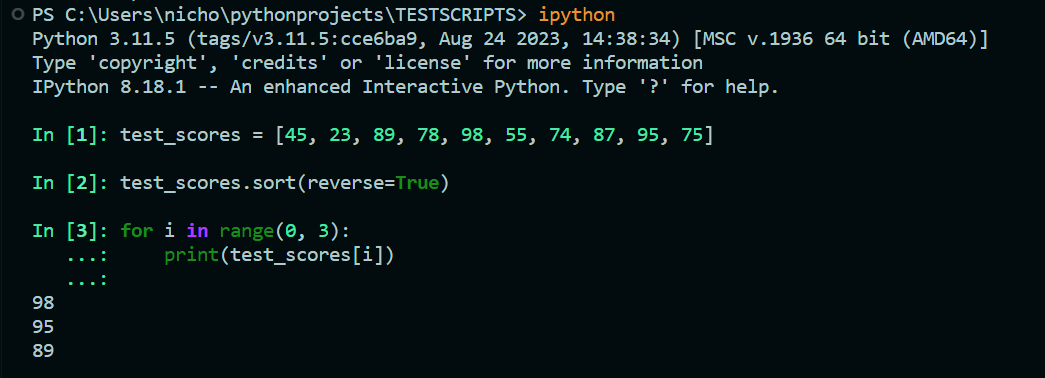 PS C:\Users\nicho\pythonprojects\TESTSCRIPTS> ipython
Python 3.11.5 (tags/v3.11.5:cce6ba9, Aug 24 2023, 14:38:34) [MSC v.1936 64 bit (AMD64)]
Type 'copyright', 'credits' or 'license' for more information
IPython 8.18.1 -- An enhanced Interactive Python. Type '?' for help.

In [1]: test_scores = [45, 23, 89, 78, 98, 55, 74, 87, 95, 75]

In [2]: test_scores.sort(reverse=True)

In [3]: for i in range(0, 3):
   ...:     print(test_scores[i])
   ...:
98
95
89